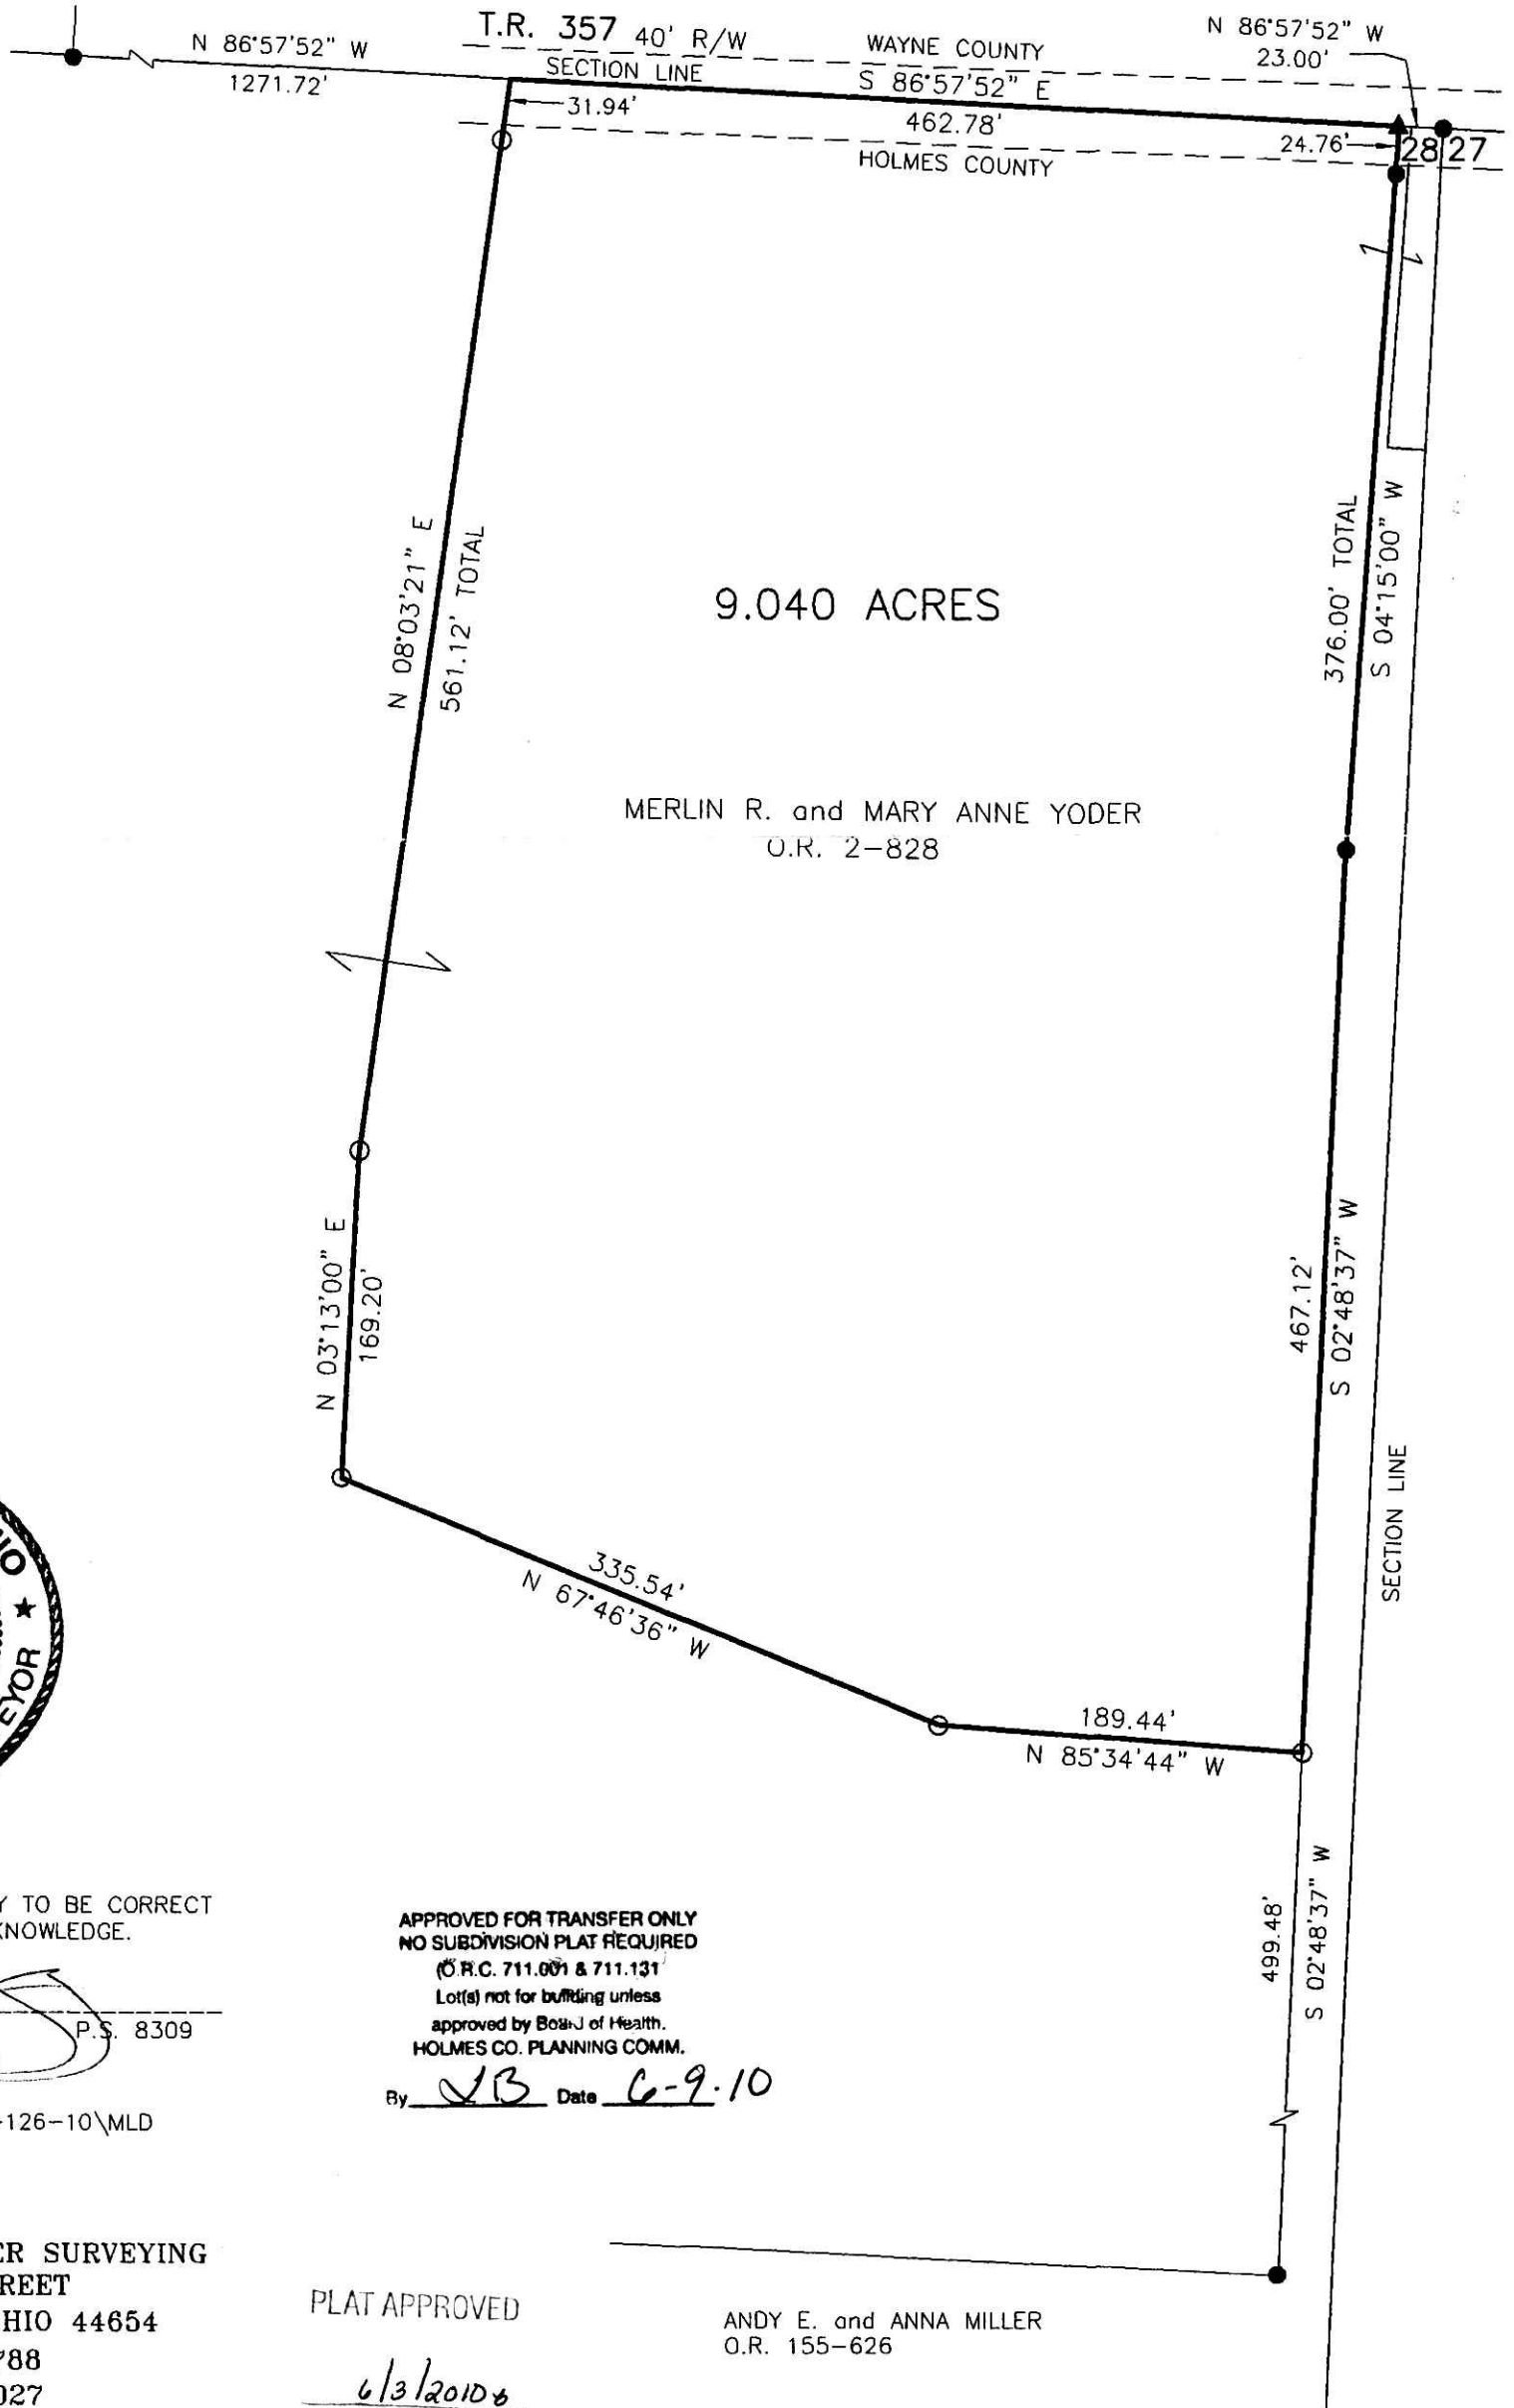 N 86°57'52" W
1271.72'
T.R. 357 40' R/W
SECTION LINE
WAYNE COUNTY
S 86°57'52" E
462.78'
HOLMES COUNTY
N 86°57'52" W
23.00'
31.94'
24.76'
28 27
N 08°03'21" E
561.12' TOTAL
9.040 ACRES
376.00' TOTAL
S 04°15'00" W
MERLIN R. and MARY ANNE YODER
O.R. 2-828
N 03°13'00" E
169.20'
467.12'
S 02°48'37" W
SECTION LINE
335.54'
N 67°46'36" W
189.44'
N 85°34'44" W
499.48'
S 02°48'37" W
TO BE CORRECT
KNOWLEDGE.
P.S. 8309
-126-10\MLD
APPROVED FOR TRANSFER ONLY
NO SUBDIVISION PLAT REQUIRED
(O.R.C. 711.001 & 711.131
Lot(s) not for building unless
approved by Board of Health.
HOLMES CO. PLANNING COMM.
By Date 6-9-10
SURVEYING
HIO 44654
788
027
PLAT APPROVED
6/3/2010
ANDY E. and ANNA MILLER
O.R. 155-626